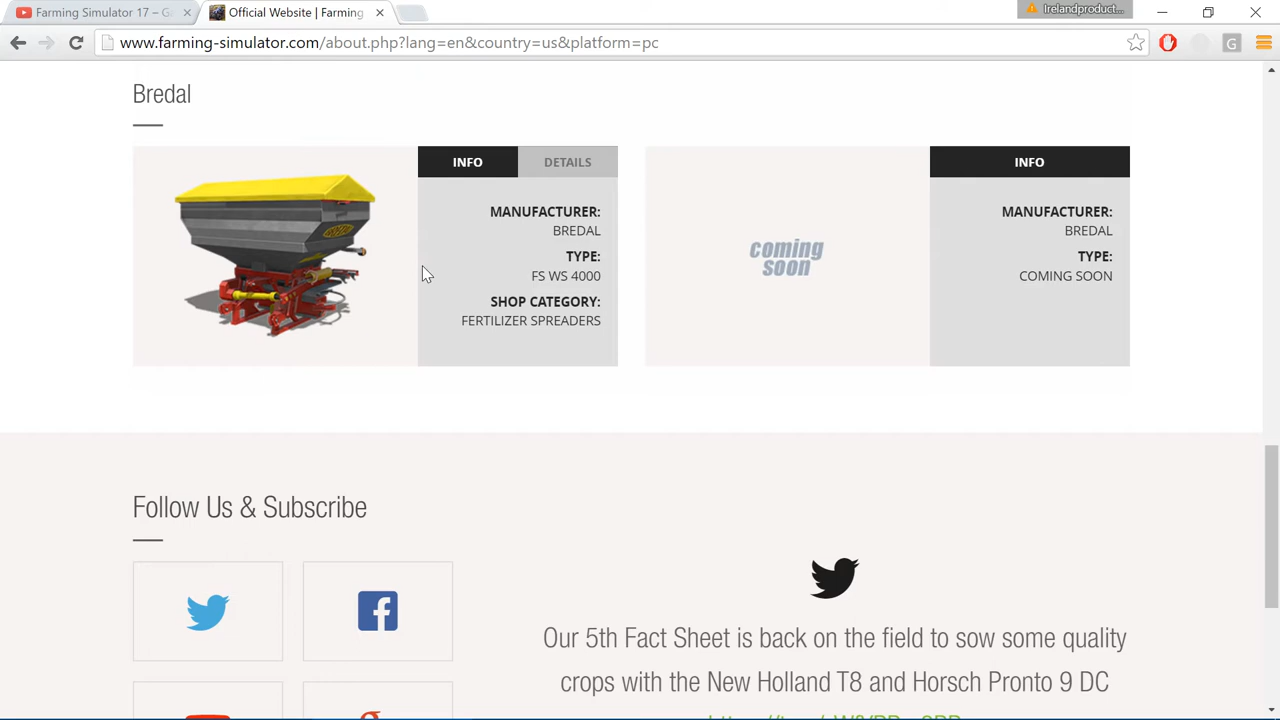 Farming Simulator 17 –
Official Website | Farming
Irelandproduct...
www.farming-simulator.com/about.php?lang=en&country=us&platform=pc
Bredal
INFO
DETAILS
MANUFACTURER:
BREDAL
TYPE:
FS WS 4000
SHOP CATEGORY:
FERTILIZER SPREADERS
coming
soon
INFO
MANUFACTURER:
BREDAL
TYPE:
COMING SOON
Follow Us & Subscribe
Our 5th Fact Sheet is back on the field to sow some quality
crops with the New Holland T8 and Horsch Pronto 9 DC